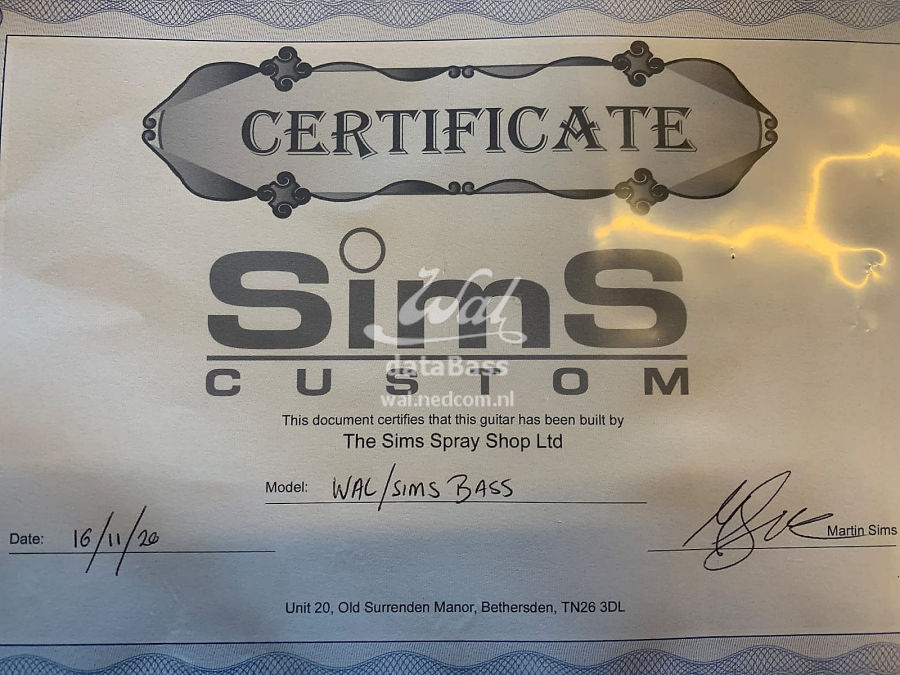 CERTIFICATE
Sims
CUSTOM
Wal
dataBass
wal.nedcom.nl
This document certifies that this guitar has been built by
The Sims Spray Shop Ltd
Model: WAL/SIMS BASS
Date: 16/11/20
Martin Sims
Unit 20, Old Surrenden Manor, Bethersden, TN26 3DL